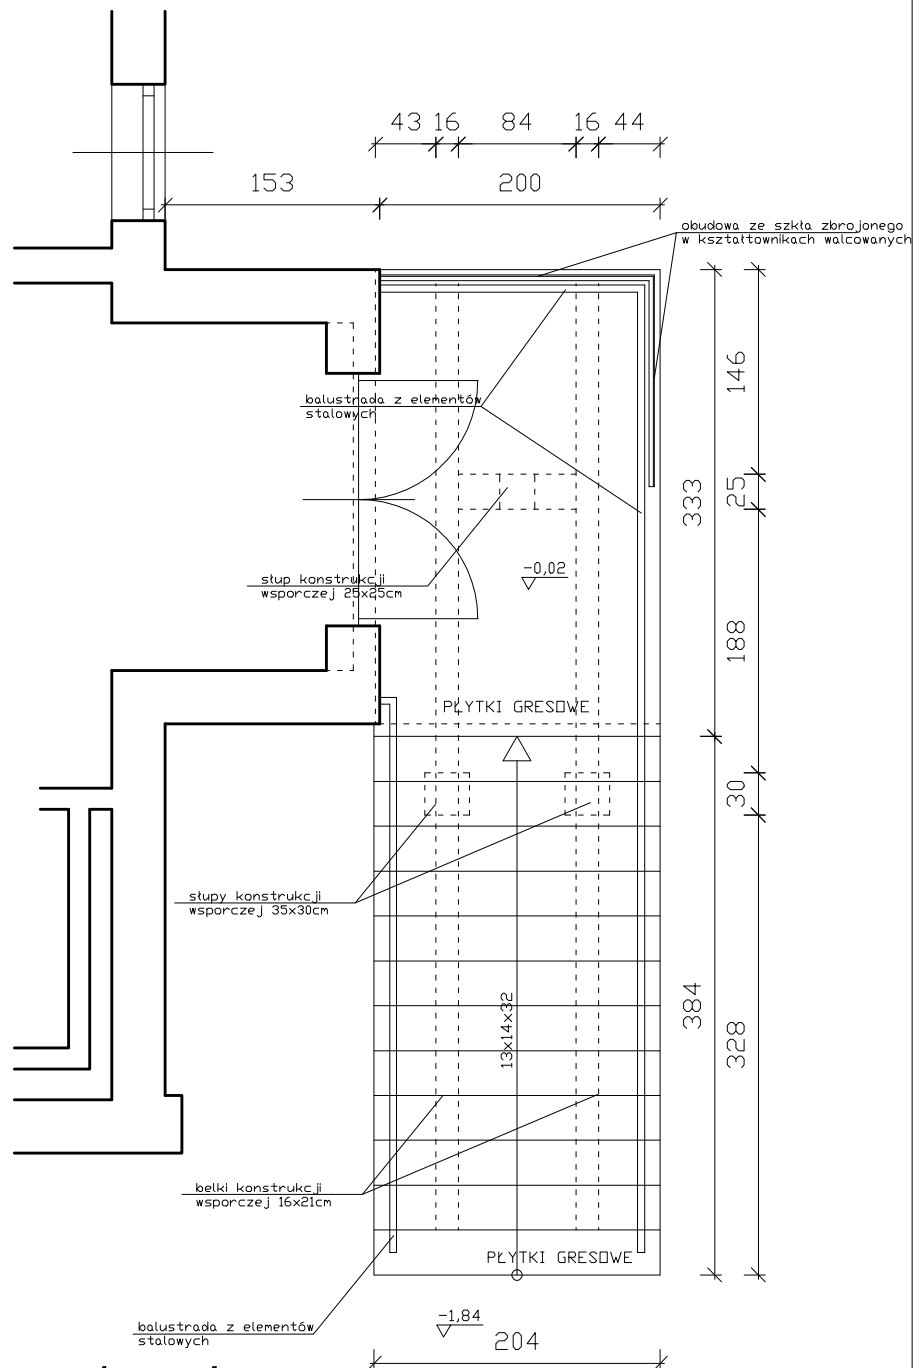 43 16 84 16 44
153 200
obudowa ze szkła zbrojonego
w kształtownikach walcowanych
146
balustrada z elementów
stalowych
25
333
-0,02
słup konstrukcji
wsporczej 25x25cm
188
PŁYTKI GRESOWE
30
słupy konstrukcji
wsporczej 35x30cm
384
13x14x32
328
belki konstrukcji
wsporczej 16x21cm
PŁYTKI GRESOWE
-1,84
balustrada z elementów
stalowych
204